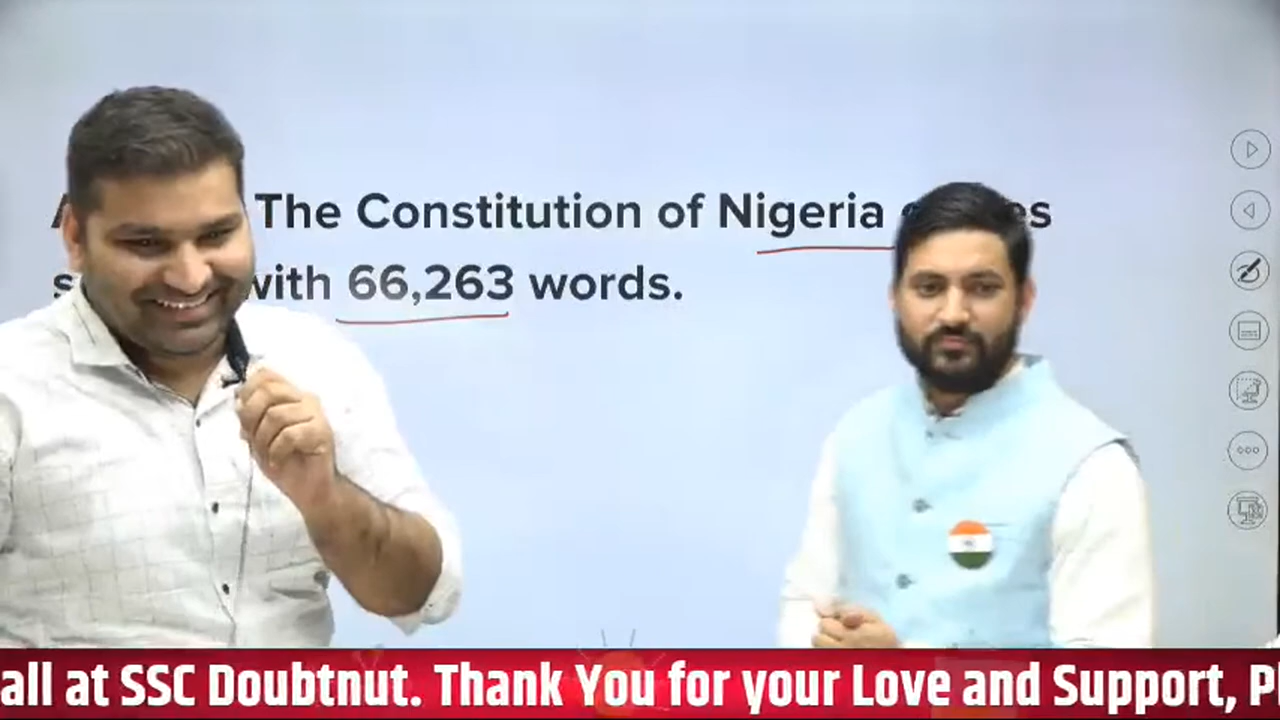 The Constitution of Nigeria
with 66,263 words.
all at SSC Doubtnut. Thank You for your Love and Support,